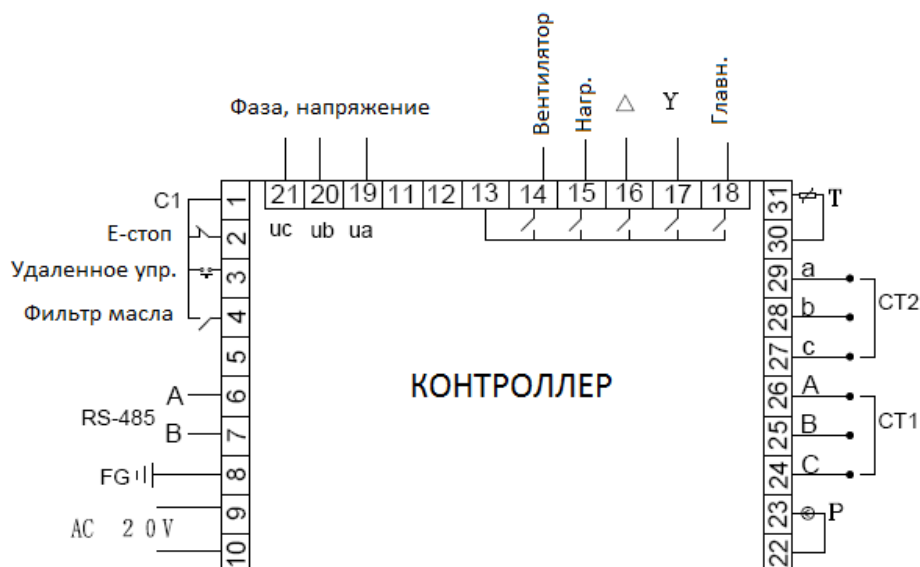 Фаза, напряжение
Вентилятор
Нагр.
△
Y
Главн.
21 20 19 11 12 13 14 15 16 17 18
uc ub ua
C1 1
E-стоп 2
Удаленное упр. 3
Фильтр масла 4
5
A 6
RS-485
B 7
FG 8
AC 2 0 V
9
10
КОНТРОЛЛЕР
31 T
30
29 a
28 b
27 c
CT2
26 A
25 B
24 C
CT1
23 P
22